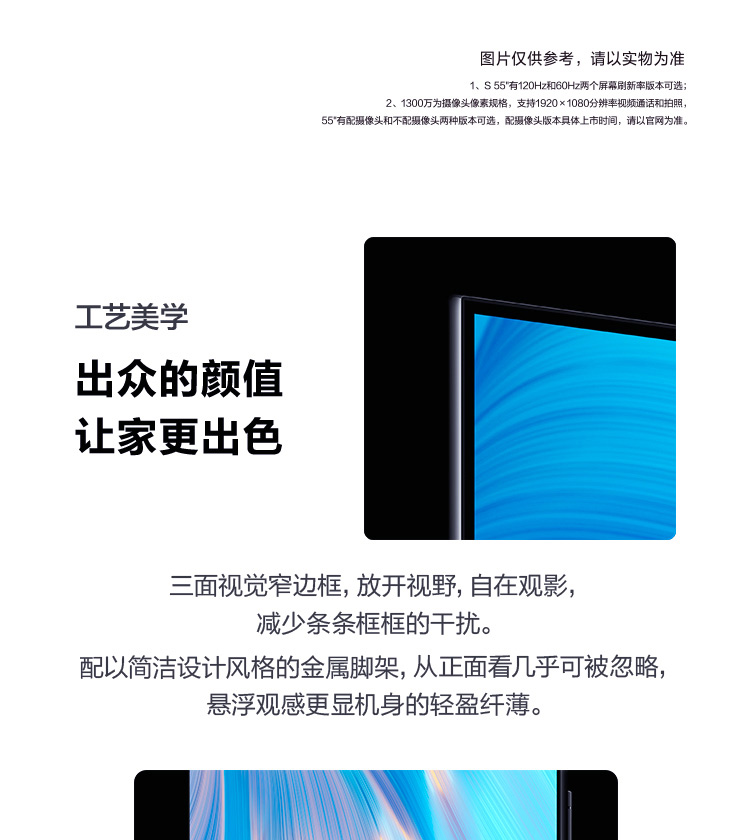 图片仅供参考，请以实物为准
1、S 55"有120Hz和60Hz两个屏幕刷新率版本可选；
2、1300万为摄像头像素规格，支持1920×1080分辨率视频通话和拍照，
55"有配摄像头和不配摄像头两种版本可选，配摄像头版本具体上市时间，请以官网为准。
工艺美学
出众的颜值
让家更出色
三面视觉窄边框，放开视野，自在观影，
减少条条框框的干扰。
配以简洁设计风格的金属脚架，从正面看几乎可被忽略，
悬浮观感更显机身的轻盈纤薄。